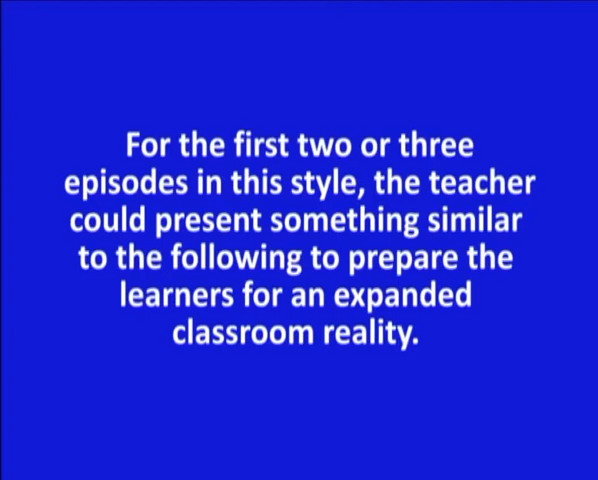 For the first two or three
episodes in this style, the teacher
could present something similar
to the following to prepare the
learners for an expanded
classroom reality.